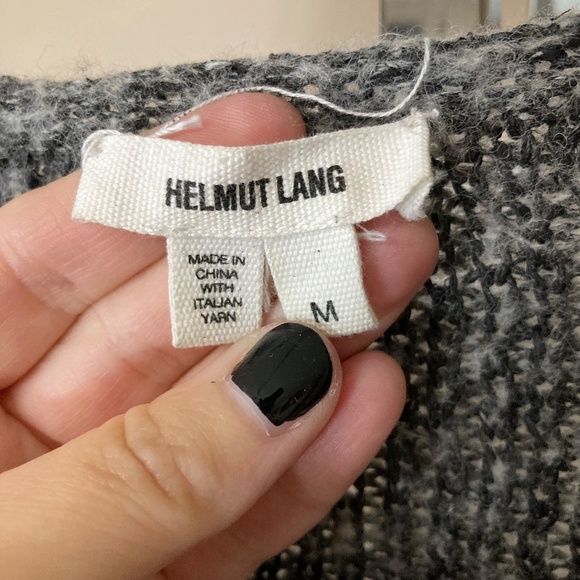 HELMUT LANG
MADE IN
CHINA
WITH
ITALIAN
YARN
M